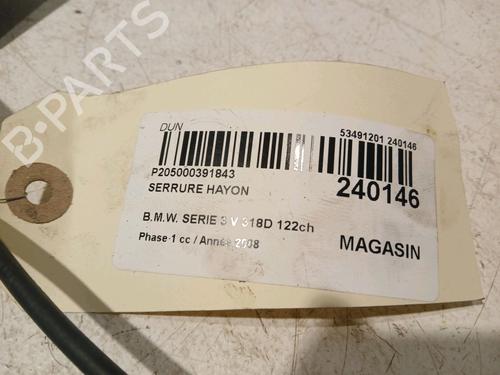 B-PARTS
DUN
53491201 240146
P205000391843
SERRURE HAYON
240146
B.M.W. SERIE 3 V 318D 122ch
MAGASIN
Phase 1 cc / Année 2008